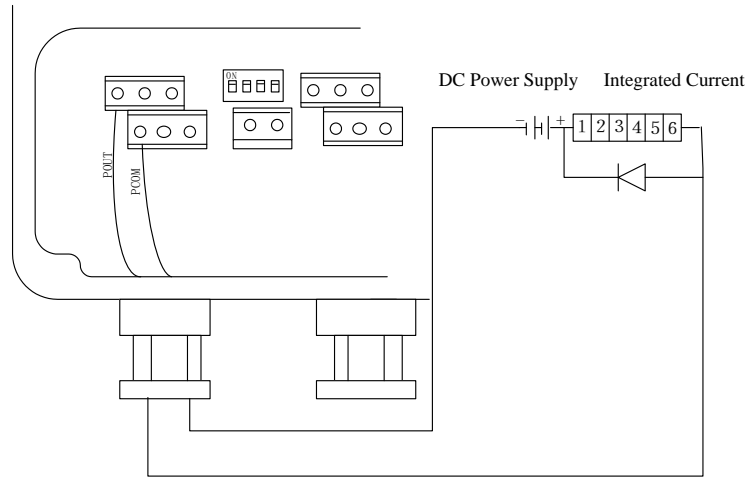 ON
DC Power Supply Integrated Current
- + 1 2 3 4 5 6
POUT
PCOM